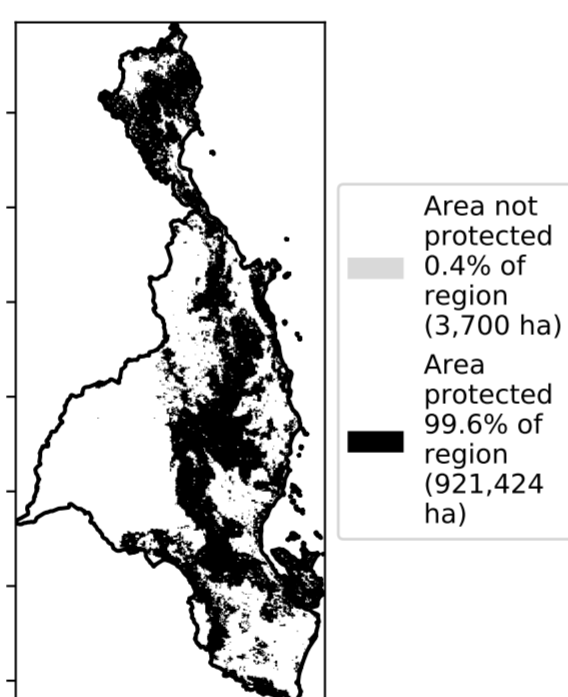 Area not
protected
0.4% of
region
(3,700 ha)
Area
protected
99.6% of
region
(921,424
ha)